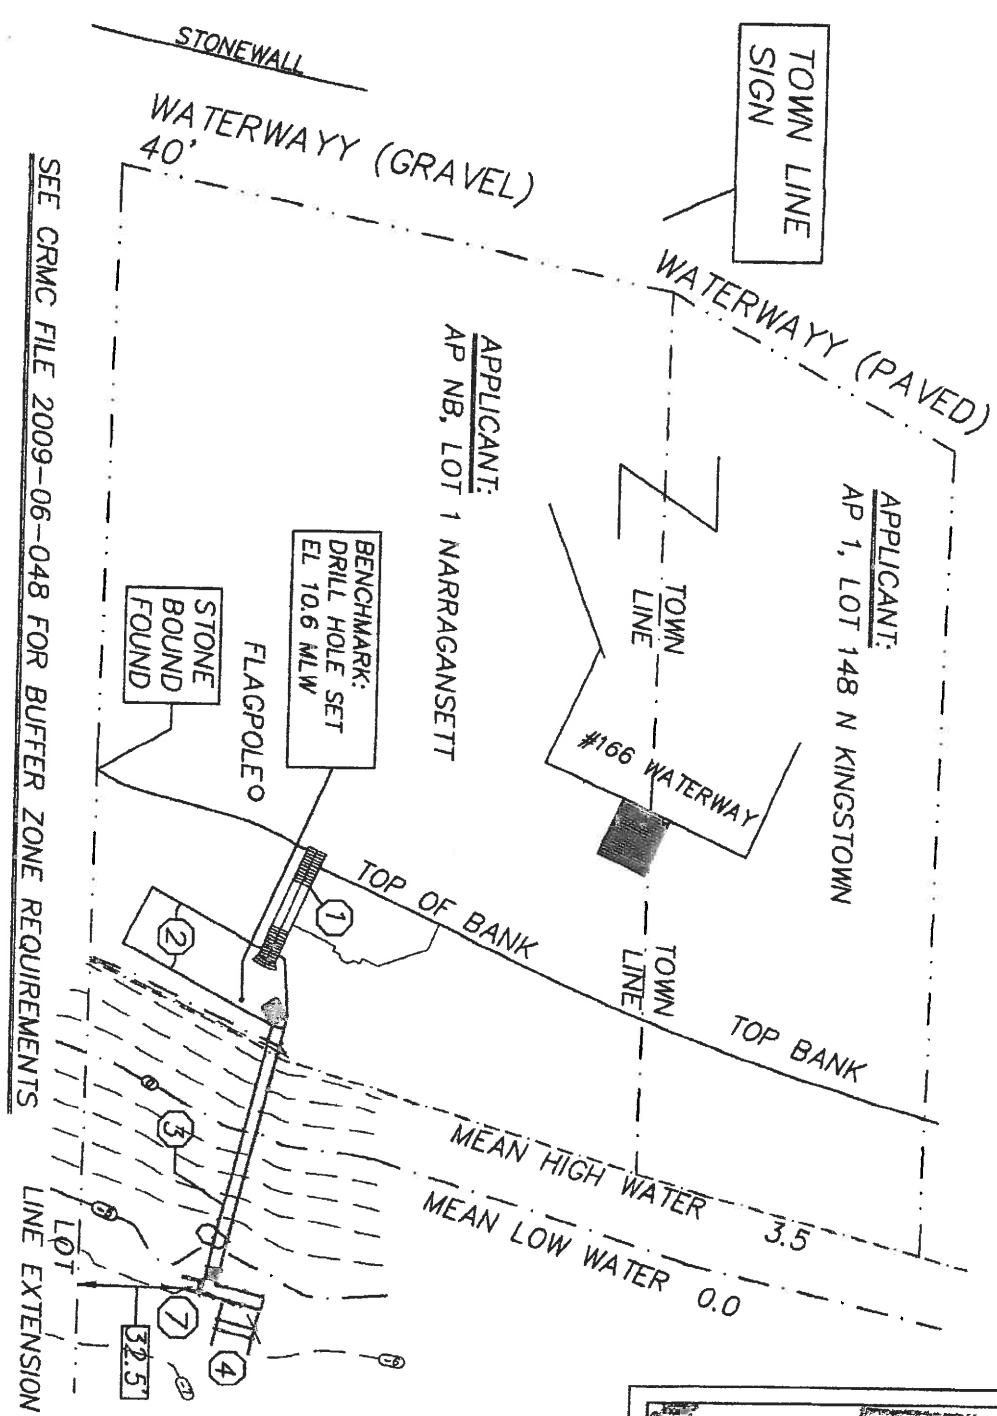 TOWN LINE
SIGN
STONEWALL
WATERWAYY (GRAVEL)
40'
WATERWAYY (PAVED)
APPLICANT:
AP 1, LOT 148 N KINGSTOWN
APPLICANT:
AP NB, LOT 1 NARRAGANSETT
TOWN
LINE
#166 WATERWAY
BENCHMARK:
DRILL HOLE SET
EL 10.6 MLW
FLAGPOLE
STONE
BOUND
FOUND
TOP OF BANK
TOWN
LINE
TOP BANK
1
2
3
MEAN HIGH WATER 3.5
MEAN LOW WATER 0.0
7
4
32.5'
LOT
LINE EXTENSION
SEE CRMC FILE 2009-06-048 FOR BUFFER ZONE REQUIREMENTS